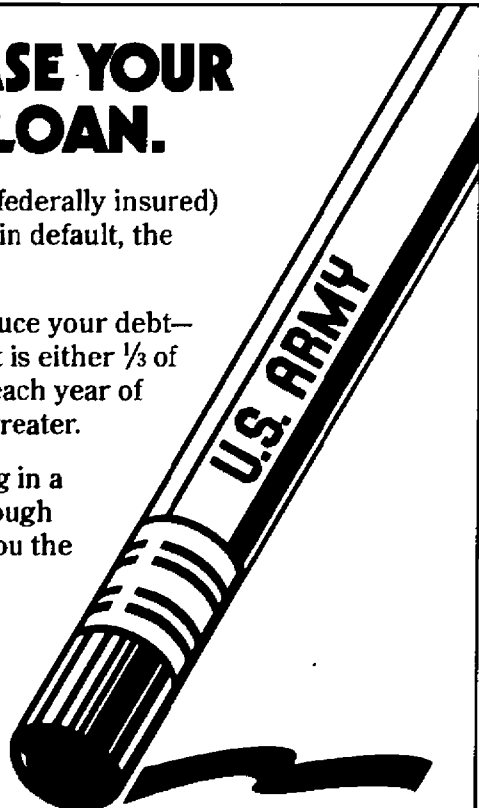 ASE YOUR
LOAN.
federally insured)
in default, the
uce your debt—
t is either ⅓ of
each year of
reater.
g in a
ough
ou the
U.S. ARMY